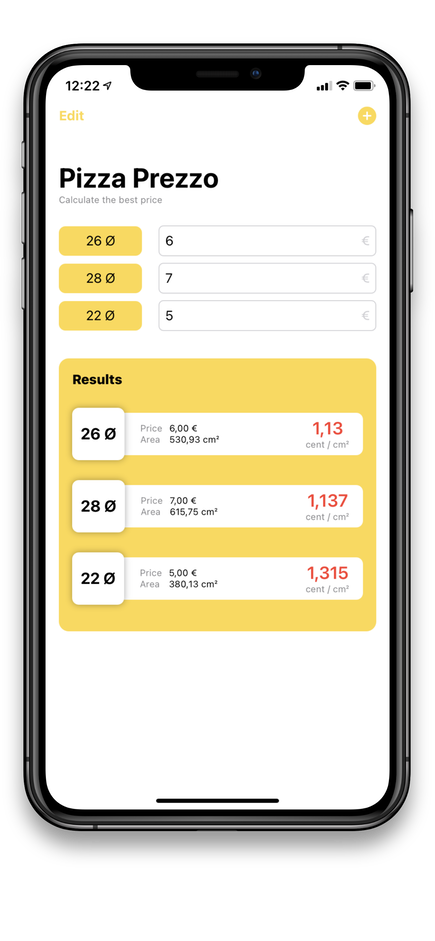 12:22
Edit
Pizza Prezzo
Calculate the best price
26 Ø 6 €
28 Ø 7 €
22 Ø 5 €
Results
26 Ø
Price 6,00 €
Area 530,93 cm²
1,13
cent / cm²
28 Ø
Price 7,00 €
Area 615,75 cm²
1,137
cent / cm²
22 Ø
Price 5,00 €
Area 380,13 cm²
1,315
cent / cm²